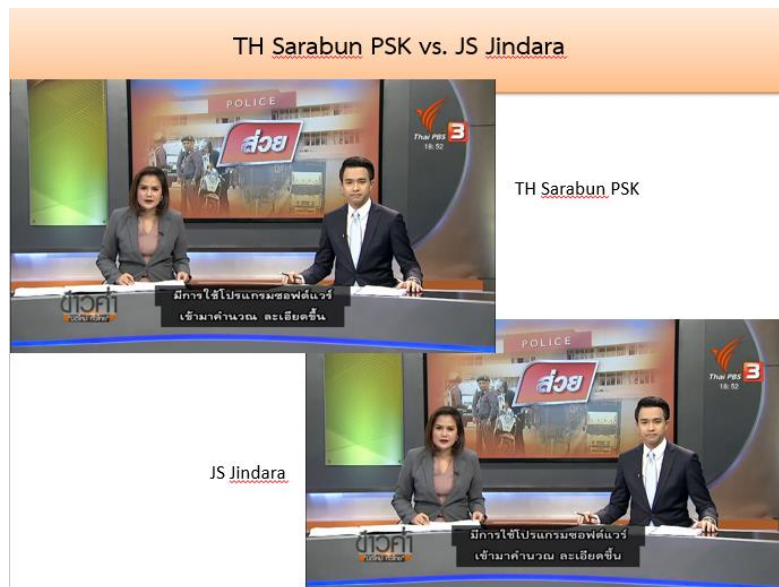 TH Sarabun PSK vs. JS Jindara
POLICE
ส่วย
Thai PBS 3
18:52
TH Sarabun PSK
ข่าวค่ำ
มีการใช้โปรแกรมซอฟต์แวร์
เข้ามาคำนวณ ละเอียดขึ้น
POLICE
ส่วย
Thai PBS 3
18:52
JS Jindara
ข่าวค่ำ
มีการใช้โปรแกรมซอฟต์แวร์
เข้ามาคำนวณ ละเอียดขึ้น